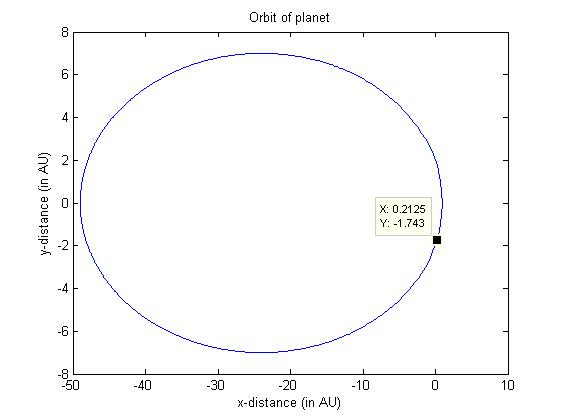 Orbit of planet
8
6
4
2
0
-2
-4
-6
-8
y-distance (in AU)
X: 0.2125
Y: -1.743
-50 -40 -30 -20 -10 0 10
x-distance (in AU)